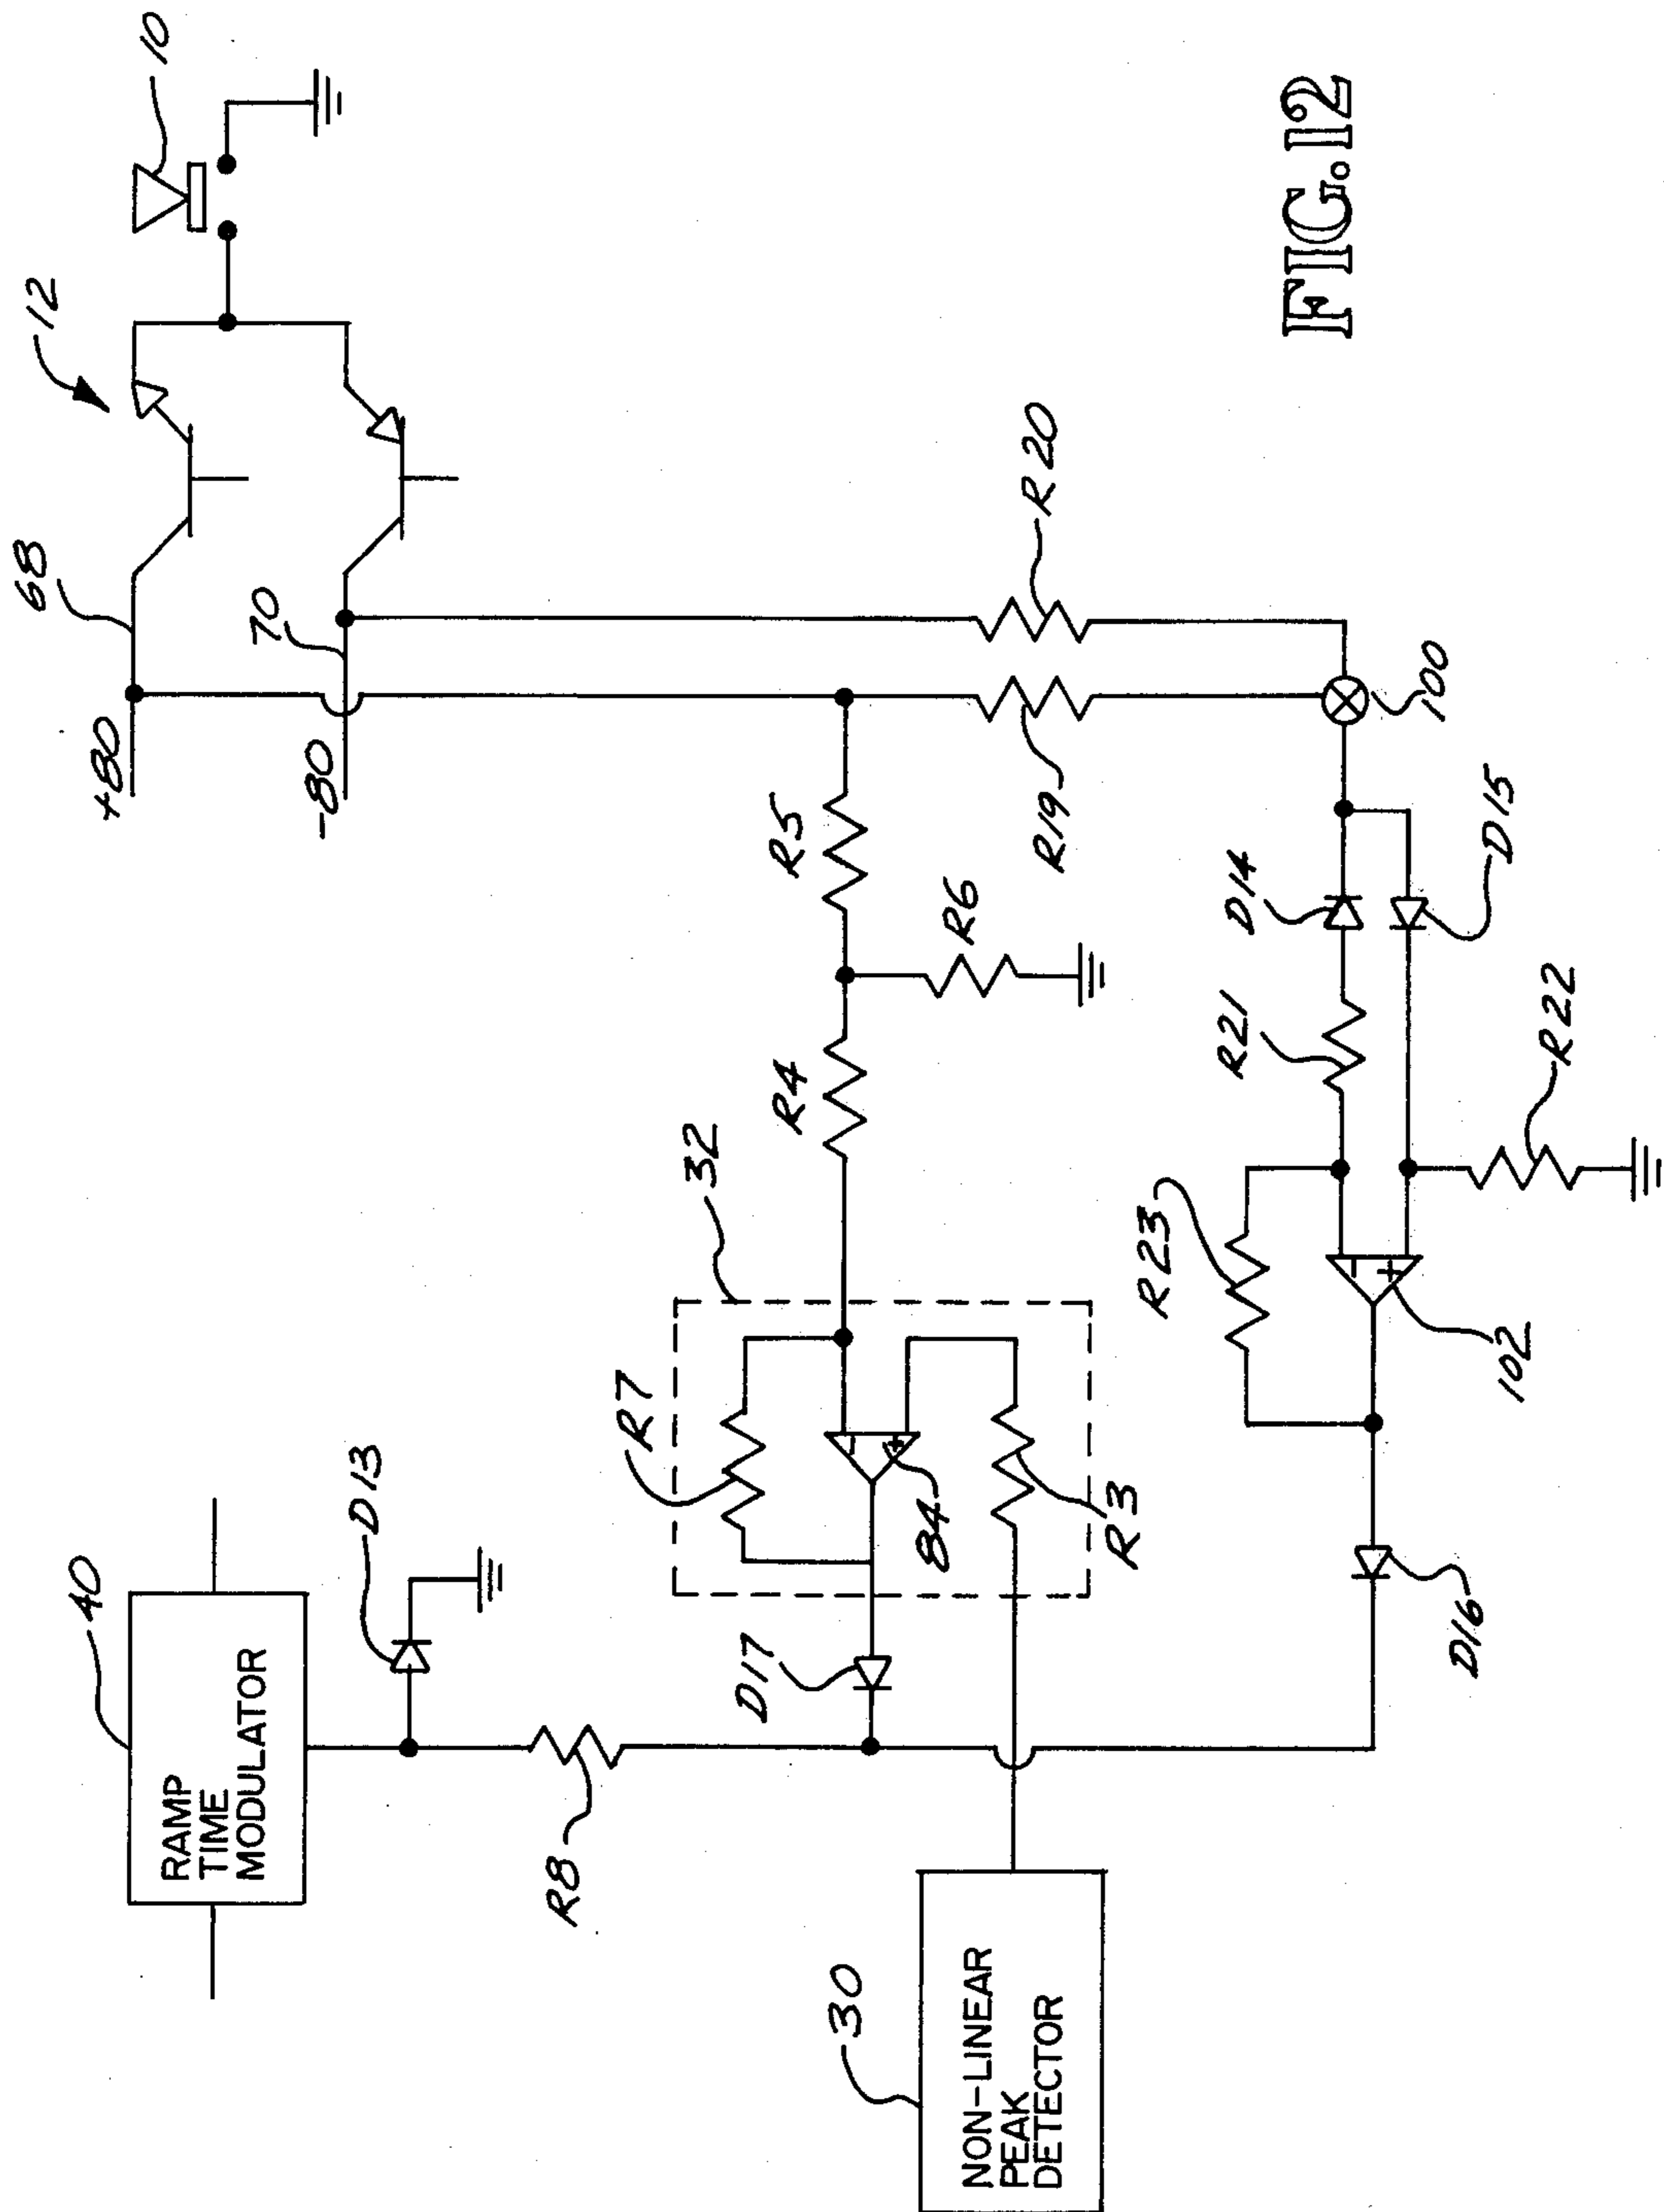 10
12
68
+80
70
-80
R20
R5
R19
100
R6
D14
D15
R4
R21
R22
32
R23
102
R7
84
R3
D13
40
RAMP
TIME
MODULATOR
D17
D16
R8
30
NON-LINEAR
PEAK
DETECTOR
FIG.12